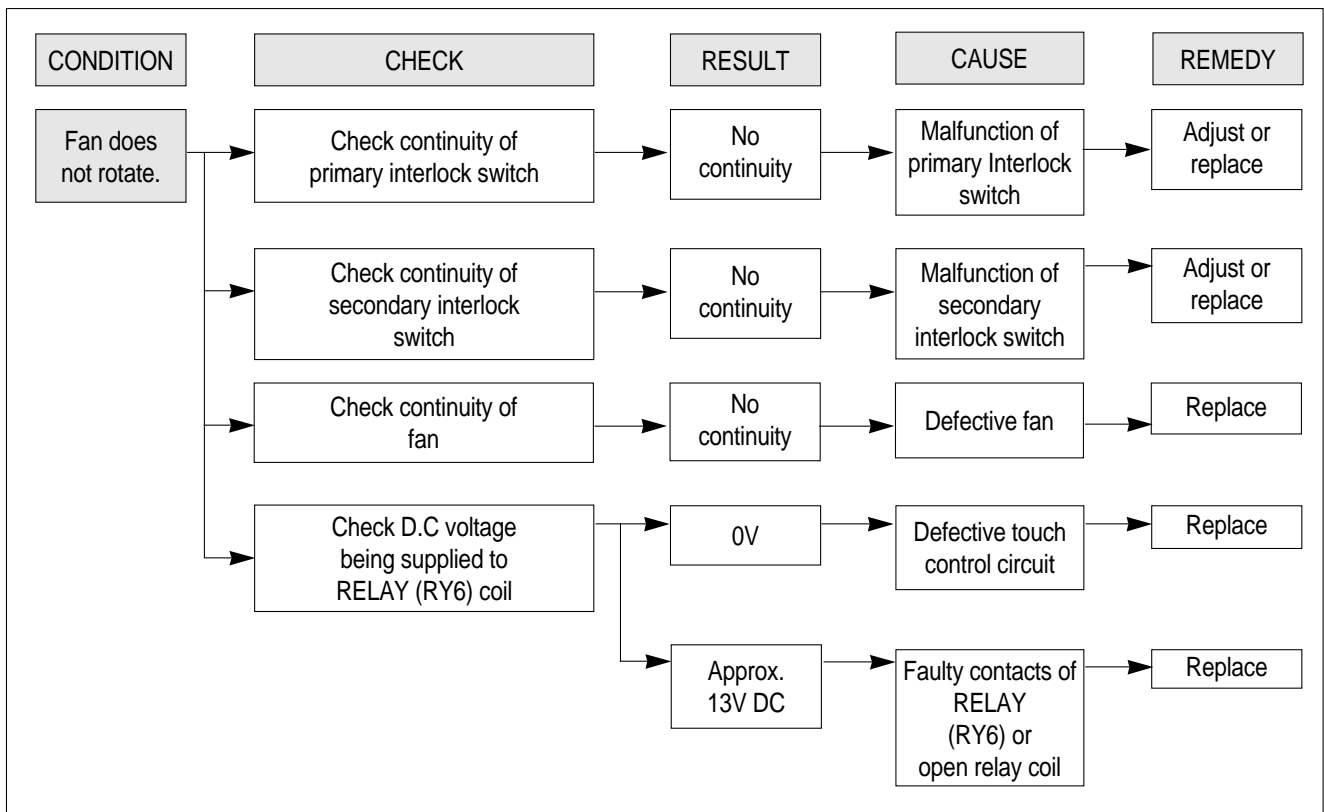 CONDITION
CHECK
RESULT
CAUSE
REMEDY
Fan does
not rotate.
Check continuity of
primary interlock switch
No
continuity
Malfunction of
primary Interlock
switch
Adjust or
replace
Check continuity of
secondary interlock
switch
No
continuity
Malfunction of
secondary
interlock switch
Adjust or
replace
Check continuity of
fan
No
continuity
Defective fan
Replace
Check D.C voltage
being supplied to
RELAY (RY6) coil
0V
Defective touch
control circuit
Replace
Approx.
13V DC
Faulty contacts of
RELAY
(RY6) or
open relay coil
Replace